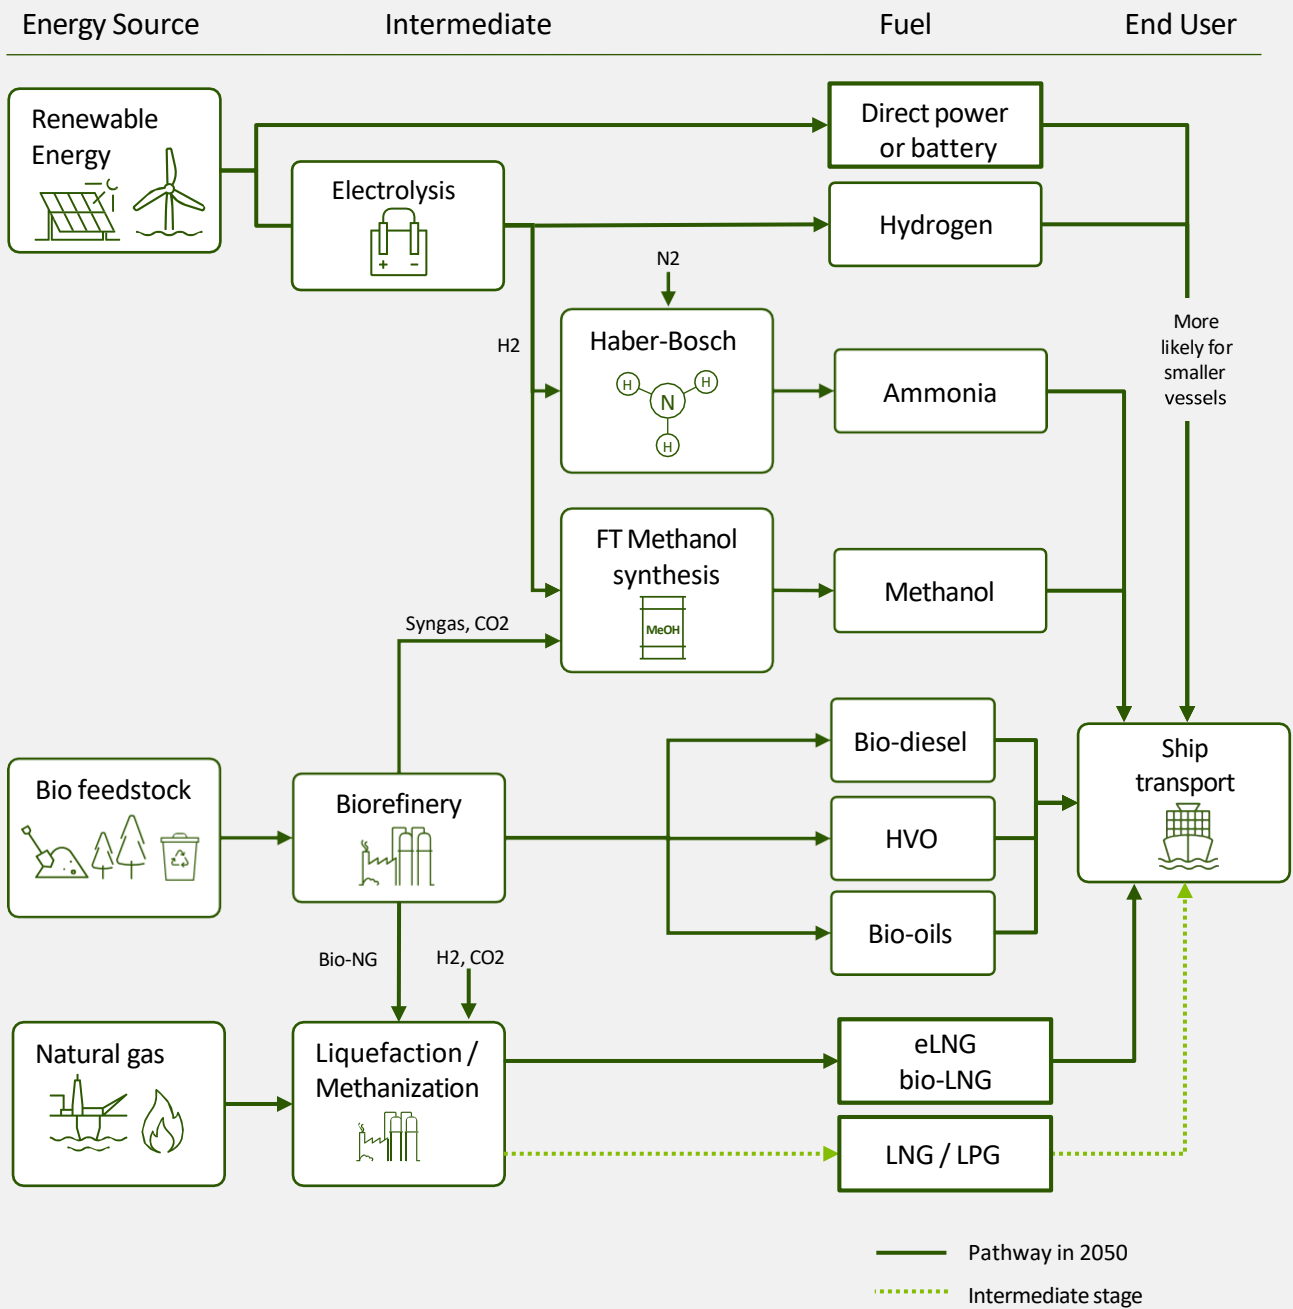 Energy Source
Intermediate
Fuel
End User
Renewable
Energy
Electrolysis
+ −
Direct power
or battery
Hydrogen
N2
H2
Haber-Bosch
H
H
N
H
Ammonia
More
likely for
smaller
vessels
FT Methanol
synthesis
MeOH
Methanol
Syngas, CO2
Bio feedstock
Biorefinery
Bio-diesel
HVO
Bio-oils
Ship
transport
Bio-NG
H2, CO2
Natural gas
Liquefaction /
Methanization
eLNG
bio-LNG
LNG / LPG
Pathway in 2050
Intermediate stage